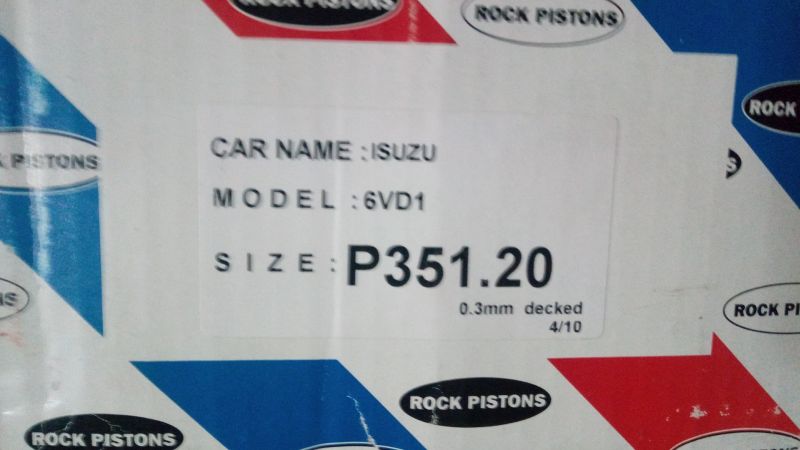 ROCK PISTONS
ROCK PISTONS
ROCK
PISTONS
CAR NAME : ISUZU
MODEL : 6VD1
SIZE : P351.20
0.3mm decked
4/10
ROCK PI
ROCK PISTONS
ROCK PISTONS